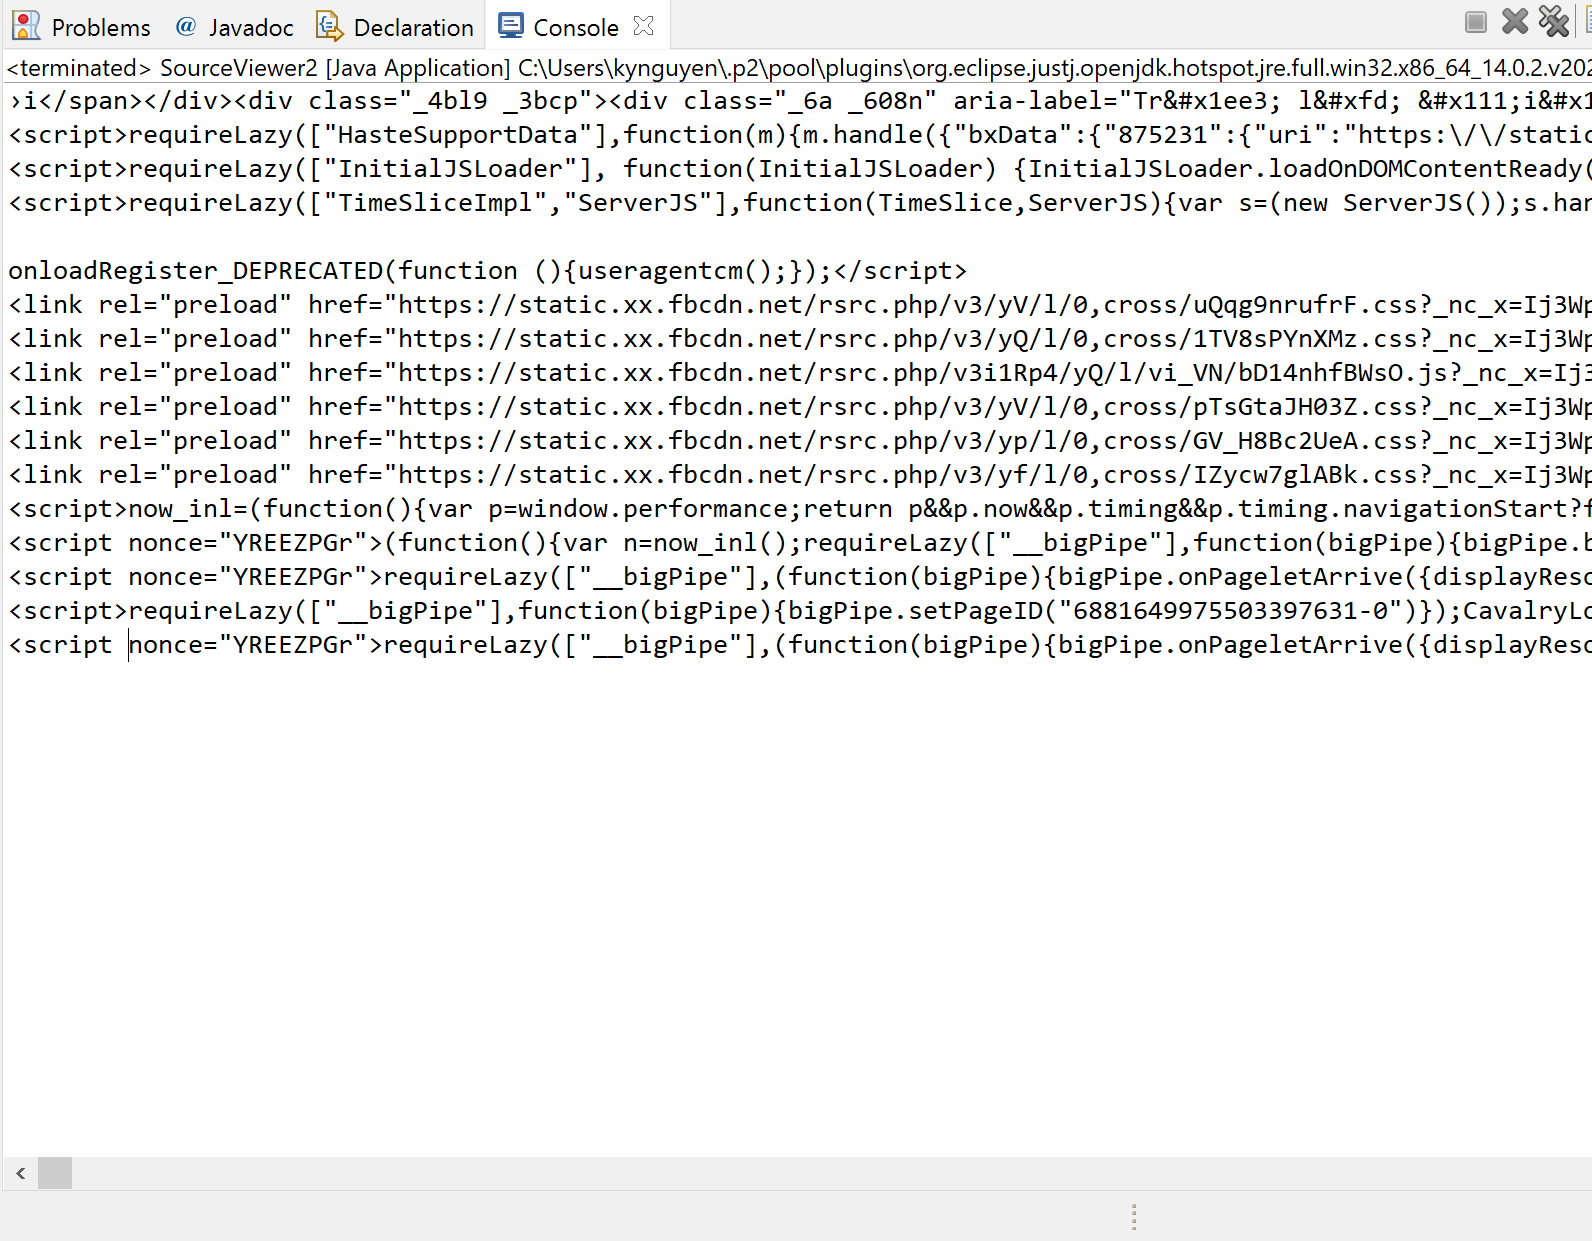 Problems @ Javadoc Declaration Console
<terminated> SourceViewer2 [Java Application] C:\Users\kynguyen\.p2\pool\plugins\org.eclipse.justj.openjdk.hotspot.jre.full.win32.x86_64_14.0.2.v202
›i</span></div><div class="_4bl9 _3bcp"><div class="_6a _608n" aria-label="Tr&#x1ee3; l&#xfd; &#x111;i&#x1
<script>requireLazy(["HasteSupportData"],function(m){m.handle({"bxData":{"875231":{"uri":"https:\/\/static
<script>requireLazy(["InitialJSLoader"], function(InitialJSLoader) {InitialJSLoader.loadOnDOMContentReady(
<script>requireLazy(["TimeSliceImpl","ServerJS"],function(TimeSlice,ServerJS){var s=(new ServerJS());s.han
onloadRegister_DEPRECATED(function (){useragentcm();});</script>
<link rel="preload" href="https://static.xx.fbcdn.net/rsrc.php/v3/yV/l/0,cross/uQqg9nrufrF.css?_nc_x=Ij3Wp
<link rel="preload" href="https://static.xx.fbcdn.net/rsrc.php/v3/yQ/l/0,cross/1TV8sPYnXMz.css?_nc_x=Ij3Wp
<link rel="preload" href="https://static.xx.fbcdn.net/rsrc.php/v3i1Rp4/yQ/l/vi_VN/bD14nhfBWsO.js?_nc_x=Ij3
<link rel="preload" href="https://static.xx.fbcdn.net/rsrc.php/v3/yV/l/0,cross/pTsGtaJH03Z.css?_nc_x=Ij3Wp
<link rel="preload" href="https://static.xx.fbcdn.net/rsrc.php/v3/yp/l/0,cross/GV_H8Bc2UeA.css?_nc_x=Ij3Wp
<link rel="preload" href="https://static.xx.fbcdn.net/rsrc.php/v3/yf/l/0,cross/IZycw7glABk.css?_nc_x=Ij3Wp
<script>now_inl=(function(){var p=window.performance;return p&&p.now&&p.timing&&p.timing.navigationStart?f
<script nonce="YREEZPGr">(function(){var n=now_inl();requireLazy(["__bigPipe"],function(bigPipe){bigPipe.b
<script nonce="YREEZPGr">requireLazy(["__bigPipe"],(function(bigPipe){bigPipe.onPageletArrive({displayReso
<script>requireLazy(["__bigPipe"],function(bigPipe){bigPipe.setPageID("6881649975503397631-0")});CavalryLo
<script nonce="YREEZPGr">requireLazy(["__bigPipe"],(function(bigPipe){bigPipe.onPageletArrive({displayReso